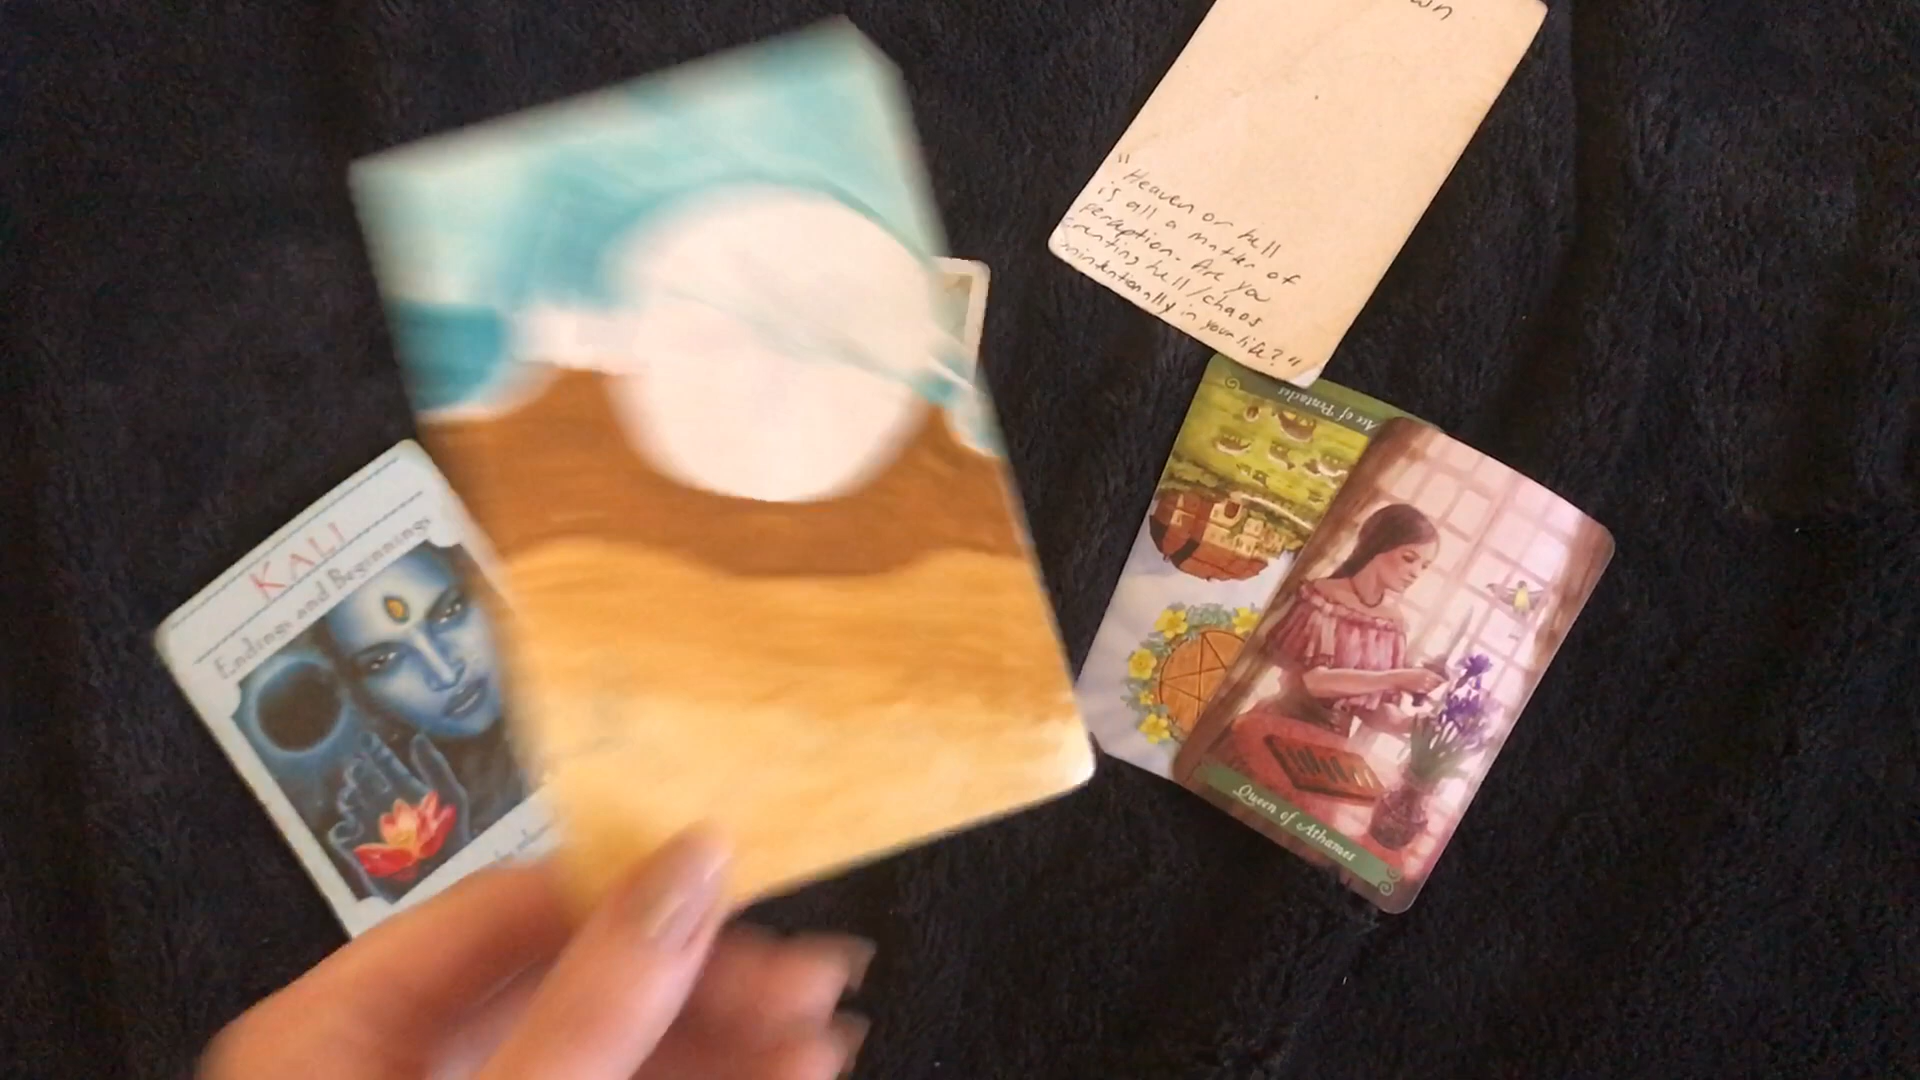 "Heaven or hell
is all a matter of
perception. Are you
creating hell/chaos
in your life?"
KALI
Endings and Beginnings
Ace of Pentacles
Queen of Athames